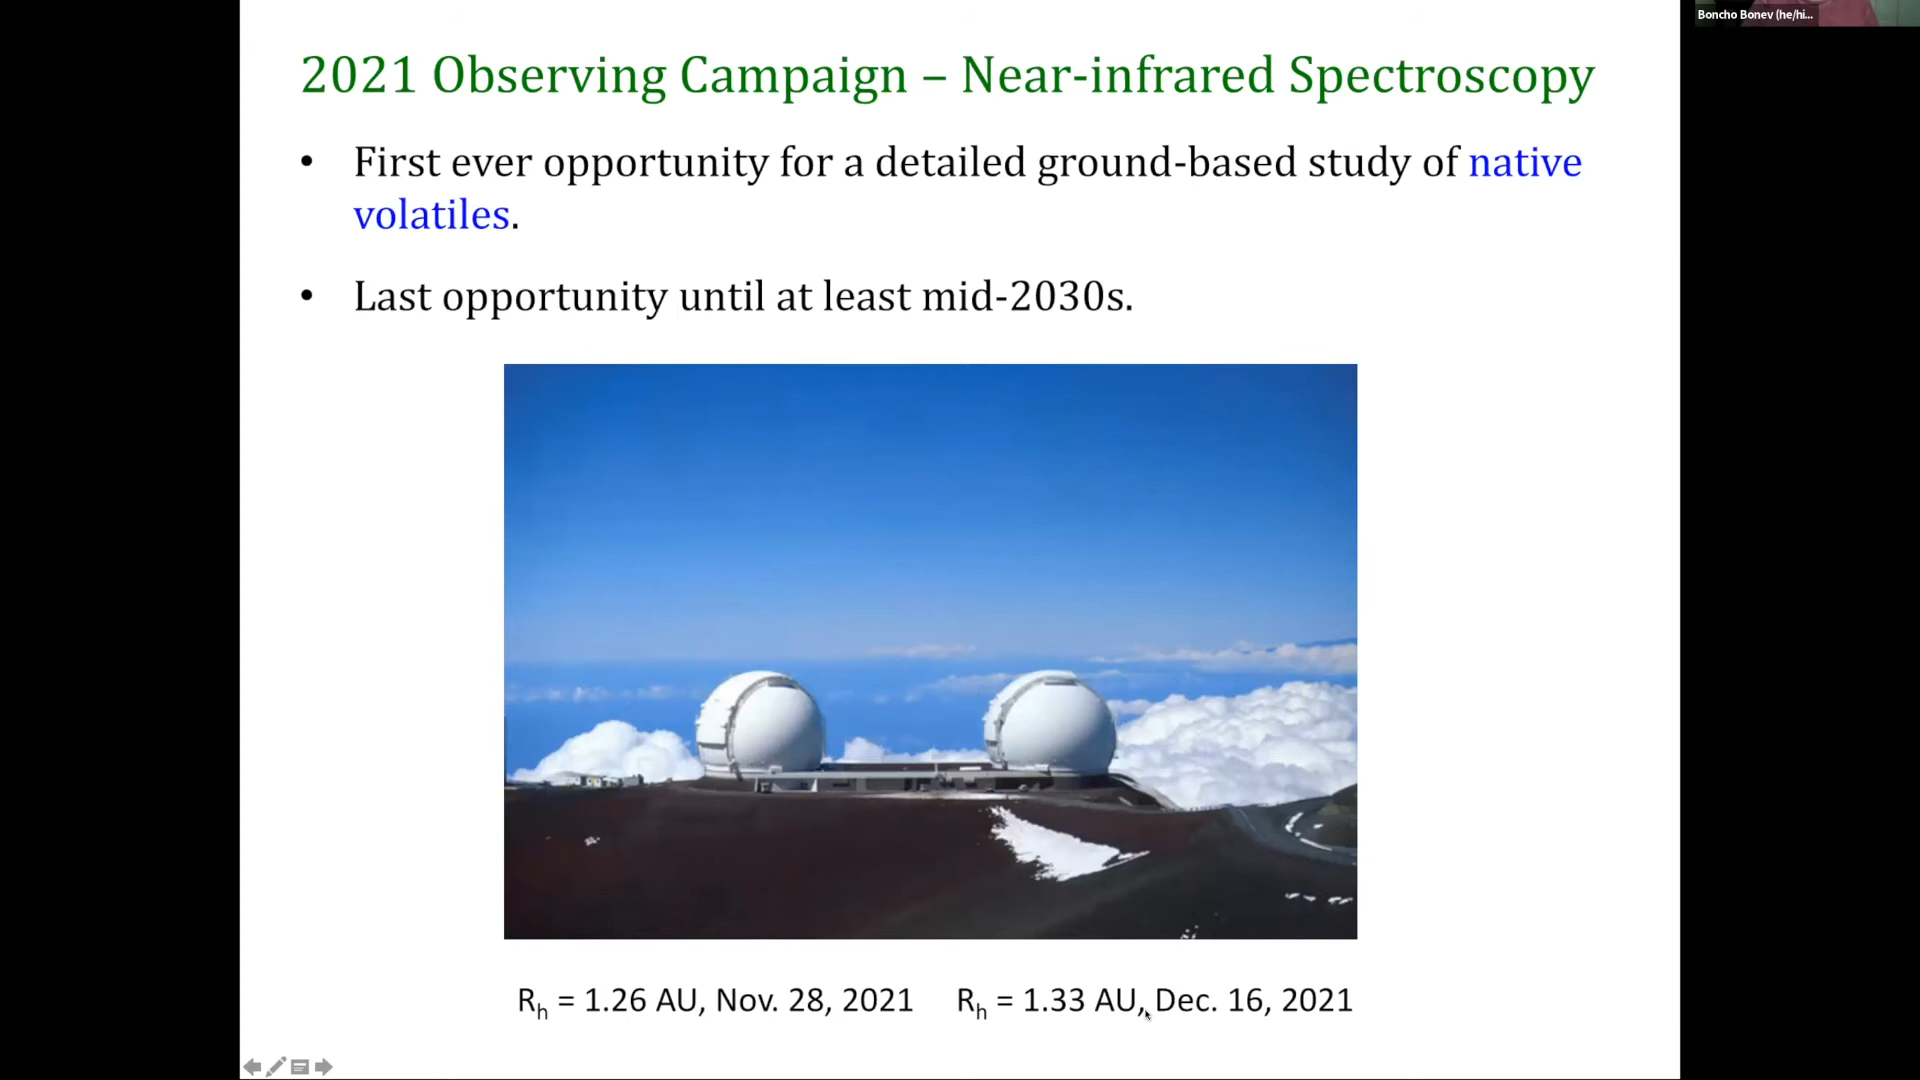 Boncho Bonev (he/hi...
2021 Observing Campaign – Near-infrared Spectroscopy
• First ever opportunity for a detailed ground-based study of native
volatiles.
• Last opportunity until at least mid-2030s.
Rh = 1.26 AU, Nov. 28, 2021 Rh = 1.33 AU, Dec. 16, 2021